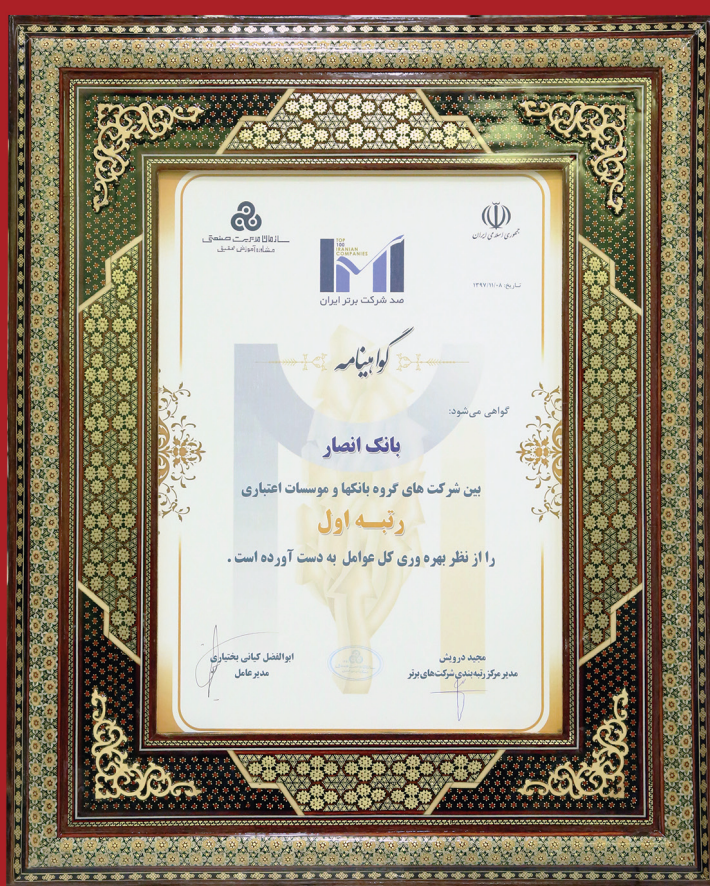 جمهوری اسلامی ایران
سازمان مدیریت صنعتی
مشاوره آموزش تحقیق
TOP
100
IRANIAN
COMPANIES
صد شرکت برتر ایران
تاریخ: ۱۳۹۷/۱۱/۰۸
گواهینامه
گواهی می‌شود:
بانک انصار
بین شرکت های گروه بانکها و موسسات اعتباری
رتبه اول
را از نظر بهره وری کل عوامل به دست آورده است .
مجید درویش
مدیر مرکز رتبه‌بندی شرکت‌های برتر
ابوالفضل کیانی بختیاری
مدیر عامل